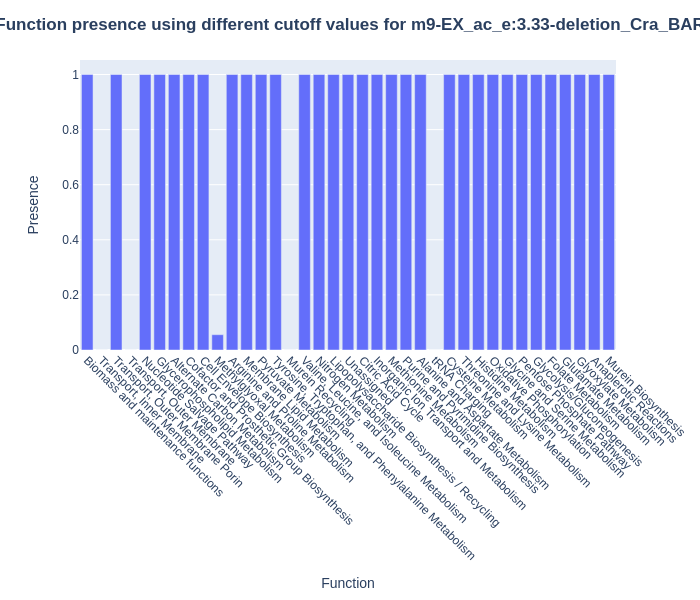 Function presence using different cutoff values for m9-EX_ac_e:3.33-deletion_Cra_BAR
Presence
1
0.8
0.6
0.4
0.2
0
Biomass and maintenance functions
Transport, Inner Membrane
Transport, Outer Membrane
Transport, Outer Membrane Porin
Nucleotide Salvage Pathway
Glycerophospholipid Metabolism
Alternate Carbon Metabolism
Cofactor and Prosthetic Group Biosynthesis
Cell Envelope Biosynthesis
Methylglyoxal Metabolism
Arginine and Proline Metabolism
Membrane Lipid Metabolism
Pyruvate Metabolism
Tyrosine, Tryptophan, and Phenylalanine Metabolism
Murein Recycling
Valine, Leucine, and Isoleucine Metabolism
Nitrogen Metabolism
Lipopolysaccharide Biosynthesis / Recycling
Unassigned
Citric Acid Cycle
Inorganic Ion Transport and Metabolism
Methionine Metabolism
Purine and Pyrimidine Biosynthesis
Alanine and Aspartate Metabolism
tRNA Charging
Cysteine Metabolism
Threonine and Lysine Metabolism
Histidine Metabolism
Oxidative Phosphorylation
Glycine and Serine Metabolism
Pentose Phosphate Pathway
Glycolysis/Gluconeogenesis
Folate Metabolism
Glutamate Metabolism
Glyoxylate Metabolism
Anaplerotic Reactions
Murein Biosynthesis
Function